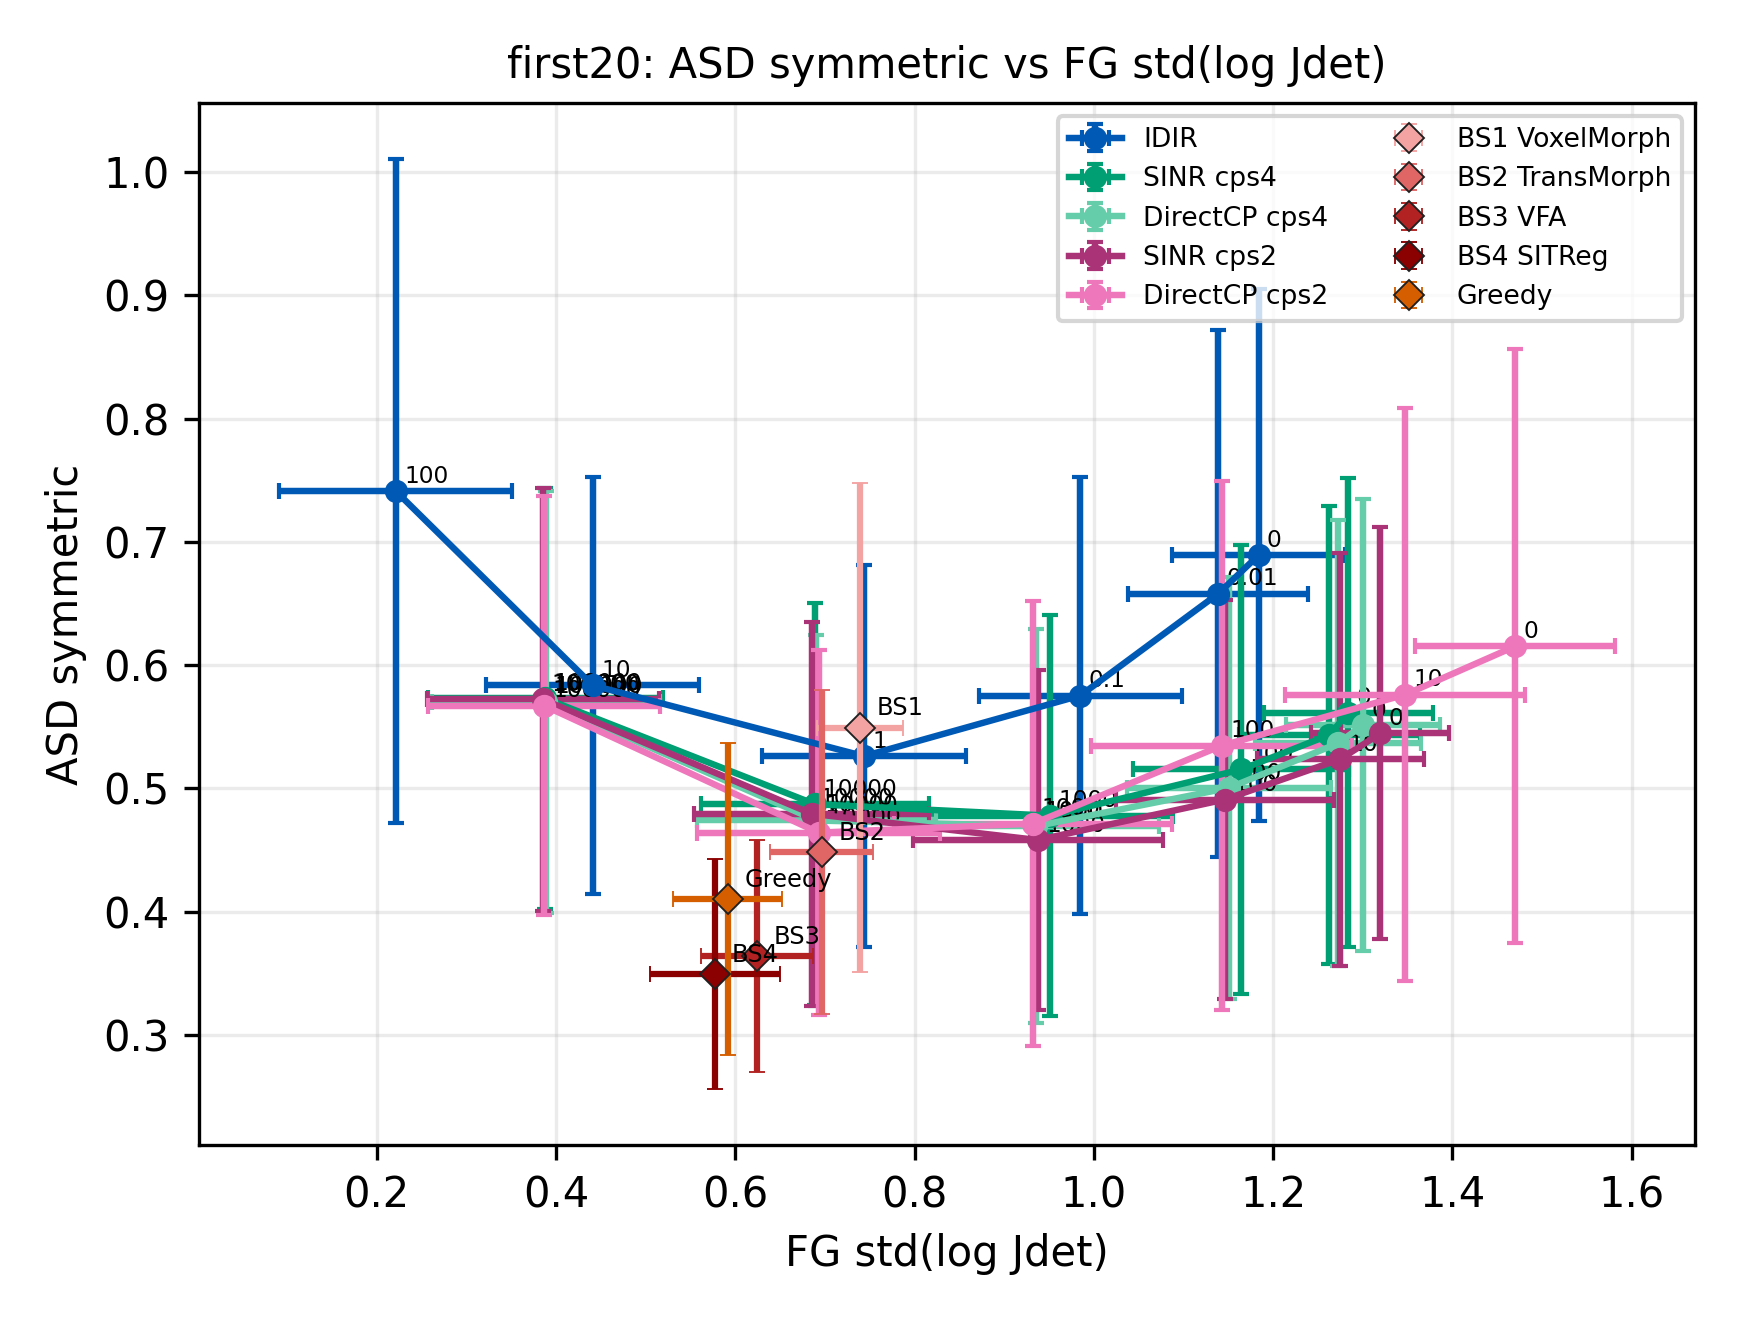 first20: ASD symmetric vs FG std(log Jdet)
ASD symmetric
1.0
0.9
0.8
0.7
0.6
0.5
0.4
0.3
IDIR
SINR cps4
DirectCP cps4
SINR cps2
DirectCP cps2
BS1 VoxelMorph
BS2 TransMorph
BS3 VFA
BS4 SITReg
Greedy
100
10
1
0.1
0.01
0
0
10
100
0
10
10000
BS1
BS2
Greedy
BS3
BS4
0.2
0.4
0.6
0.8
1.0
1.2
1.4
1.6
FG std(log Jdet)